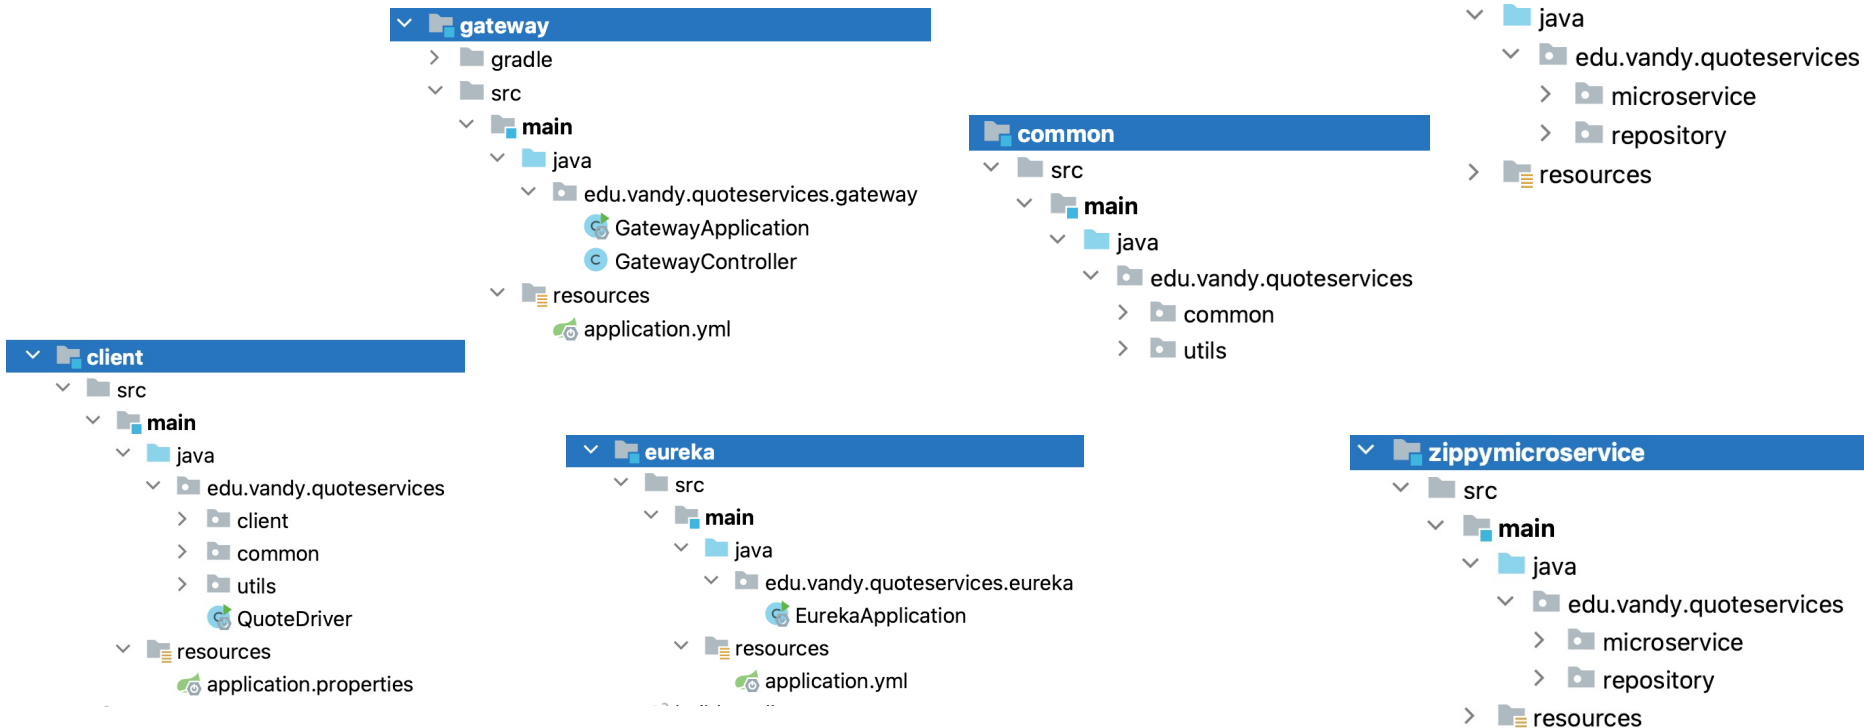 gateway
gradle
src
main
java
edu.vandy.quoteservices.gateway
GatewayApplication
GatewayController
resources
application.yml
common
src
main
java
edu.vandy.quoteservices
common
utils
java
edu.vandy.quoteservices
microservice
repository
resources
client
src
main
java
edu.vandy.quoteservices
client
common
utils
QuoteDriver
resources
application.properties
eureka
src
main
java
edu.vandy.quoteservices.eureka
EurekaApplication
resources
application.yml
zippymicroservice
src
main
java
edu.vandy.quoteservices
microservice
repository
resources